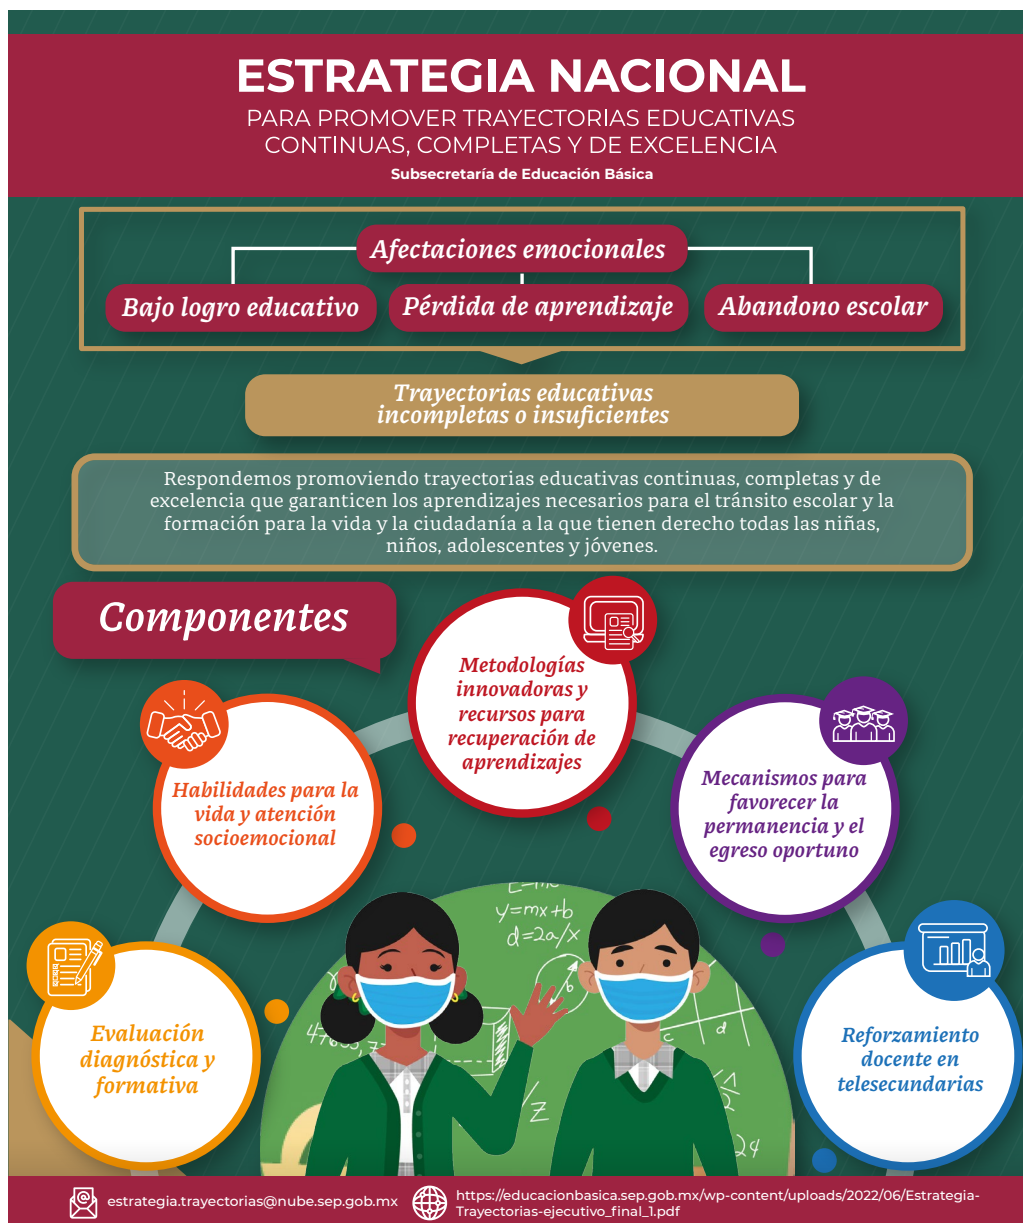 ESTRATEGIA NACIONAL
PARA PROMOVER TRAYECTORIAS EDUCATIVAS
CONTINUAS, COMPLETAS Y DE EXCELENCIA
Subsecretaría de Educación Básica
Afectaciones emocionales
Bajo logro educativo
Pérdida de aprendizaje
Abandono escolar
Trayectorias educativas
incompletas o insuficientes
Respondemos promoviendo trayectorias educativas continuas, completas y de
excelencia que garanticen los aprendizajes necesarios para el tránsito escolar y la
formación para la vida y la ciudadanía a la que tienen derecho todas las niñas,
niños, adolescentes y jóvenes.
Componentes
Evaluación
diagnóstica y
formativa
Habilidades para la
vida y atención
socioemocional
Metodologías
innovadoras y
recursos para
recuperación de
aprendizajes
Mecanismos para
favorecer la
permanencia y el
egreso oportuno
Reforzamiento
docente en
telesecundarias
y=mx+b
d=2a/x
b
c
d
/Z
24
estrategia.trayectorias@nube.sep.gob.mx
https://educacionbasica.sep.gob.mx/wp-content/uploads/2022/06/Estrategia-
Trayectorias-ejecutivo_final_1.pdf